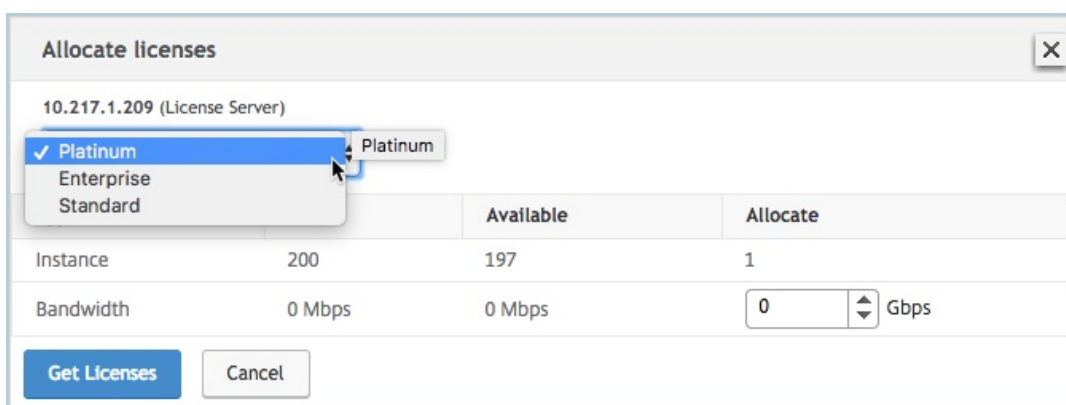 Allocate licenses
10.217.1.209 (License Server)
✓ Platinum
Platinum
Enterprise
Standard
Available Allocate
Instance 200 197 1
Bandwidth 0 Mbps 0 Mbps 0 Gbps
Get Licenses Cancel